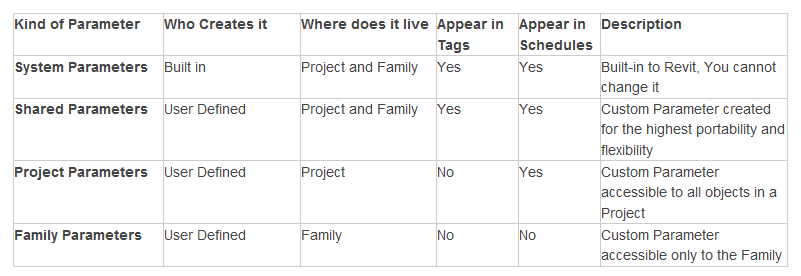 Kind of Parameter Who Creates it Where does it live Appear in Tags Appear in Schedules Description
System Parameters Built in Project and Family Yes Yes Built-in to Revit, You cannot
change it
Shared Parameters User Defined Project and Family Yes Yes Custom Parameter created
for the highest portability and
flexibility
Project Parameters User Defined Project No Yes Custom Parameter
accessible to all objects in a
Project
Family Parameters User Defined Family No No Custom Parameter
accessible only to the Family